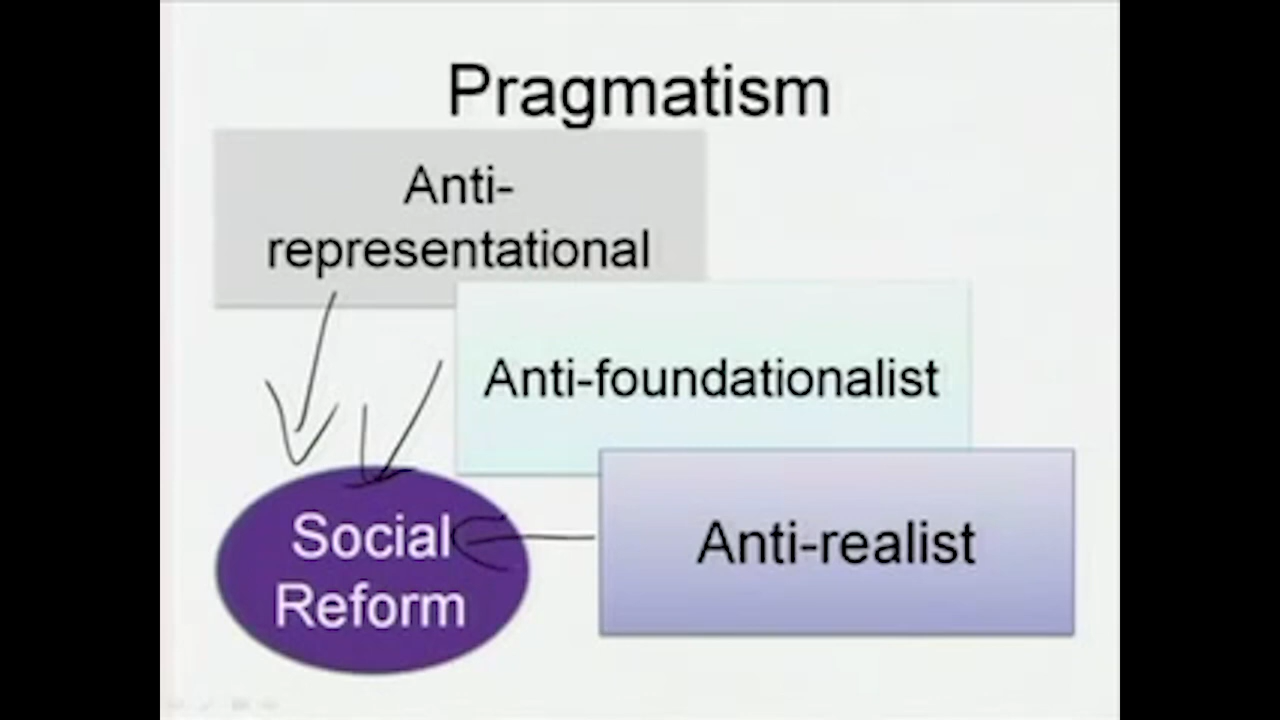 Pragmatism
Anti-
representational
Anti-foundationalist
Anti-realist
Social
Reform